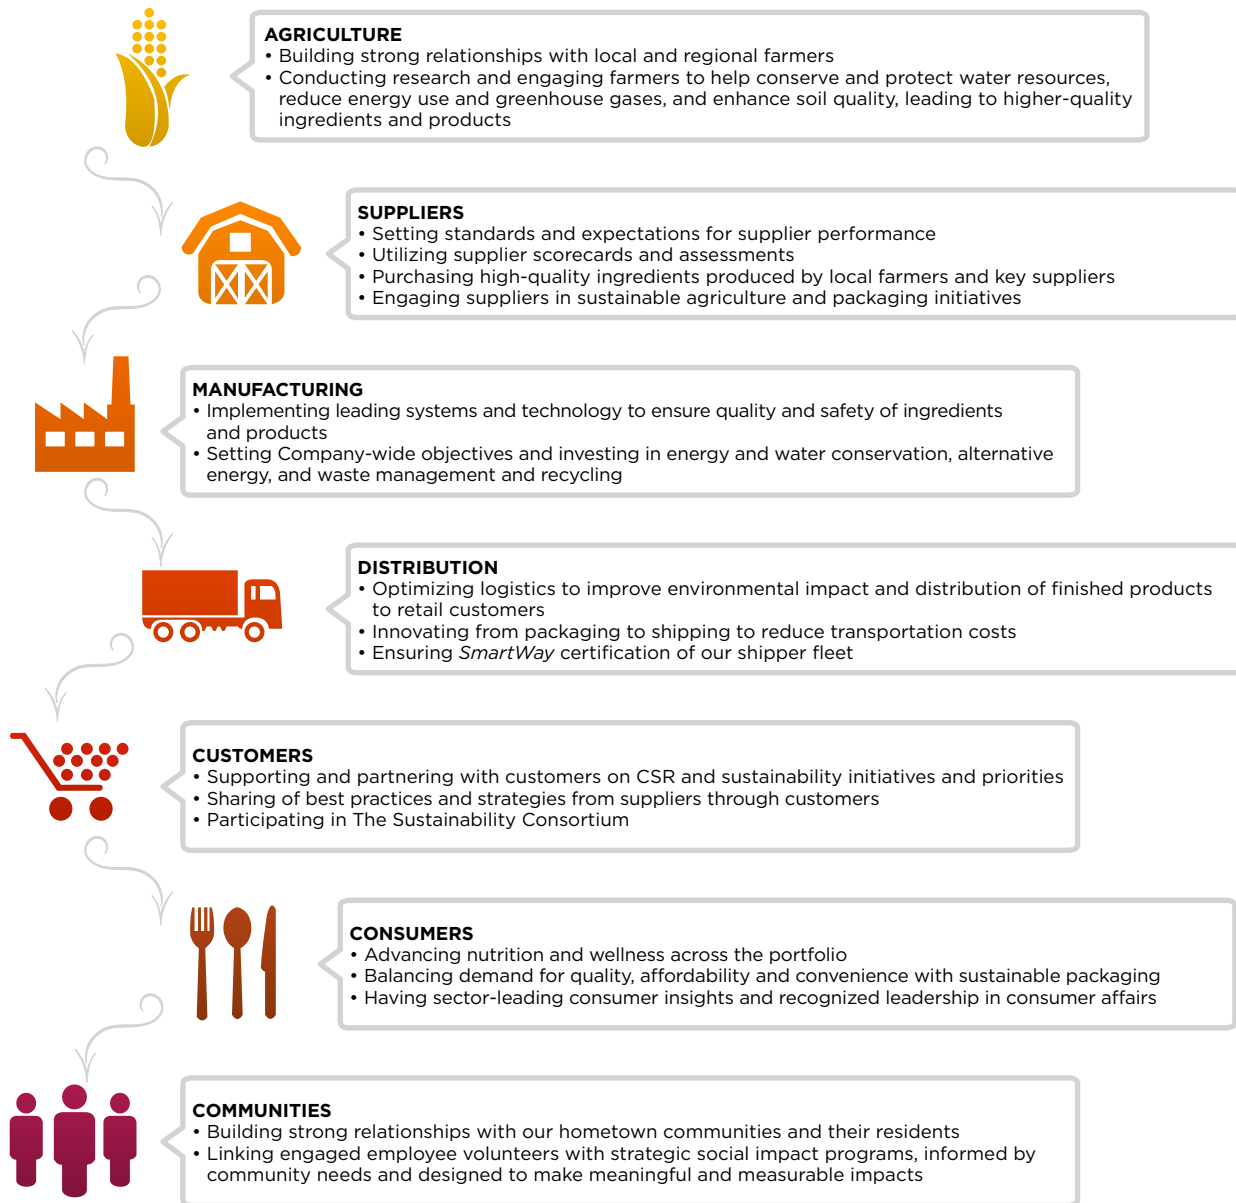 AGRICULTURE
• Building strong relationships with local and regional farmers
• Conducting research and engaging farmers to help conserve and protect water resources,
reduce energy use and greenhouse gases, and enhance soil quality, leading to higher-quality
ingredients and products
SUPPLIERS
• Setting standards and expectations for supplier performance
• Utilizing supplier scorecards and assessments
• Purchasing high-quality ingredients produced by local farmers and key suppliers
• Engaging suppliers in sustainable agriculture and packaging initiatives
MANUFACTURING
• Implementing leading systems and technology to ensure quality and safety of ingredients
and products
• Setting Company-wide objectives and investing in energy and water conservation, alternative
energy, and waste management and recycling
DISTRIBUTION
• Optimizing logistics to improve environmental impact and distribution of finished products
to retail customers
• Innovating from packaging to shipping to reduce transportation costs
• Ensuring SmartWay certification of our shipper fleet
CUSTOMERS
• Supporting and partnering with customers on CSR and sustainability initiatives and priorities
• Sharing of best practices and strategies from suppliers through customers
• Participating in The Sustainability Consortium
CONSUMERS
• Advancing nutrition and wellness across the portfolio
• Balancing demand for quality, affordability and convenience with sustainable packaging
• Having sector-leading consumer insights and recognized leadership in consumer affairs
COMMUNITIES
• Building strong relationships with our hometown communities and their residents
• Linking engaged employee volunteers with strategic social impact programs, informed by
community needs and designed to make meaningful and measurable impacts